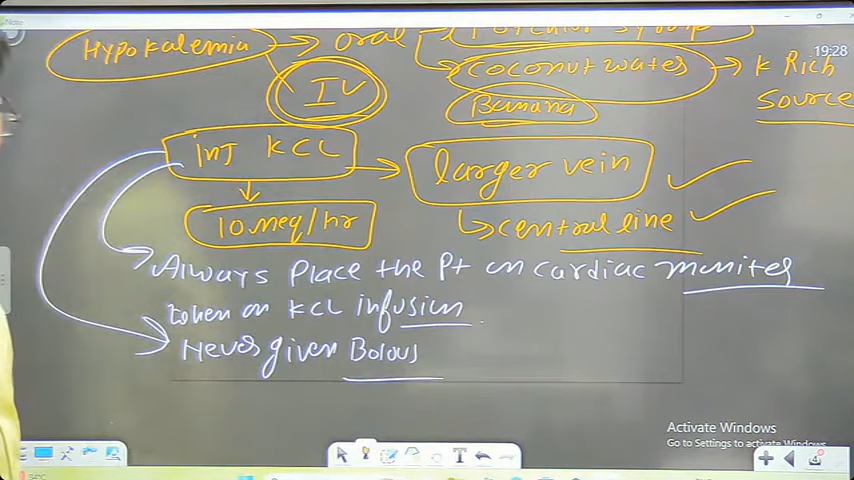 Hypokalemia → oral
19:28
coconut water → K Rich
IV
Banana
source
inj KCL → larger vein
10 meq/hr
central line
Always place the Pt on cardiac moniter
when on KCL infusion
Never given Bolous
Activate Windows
Go to Settings to activate Windows.